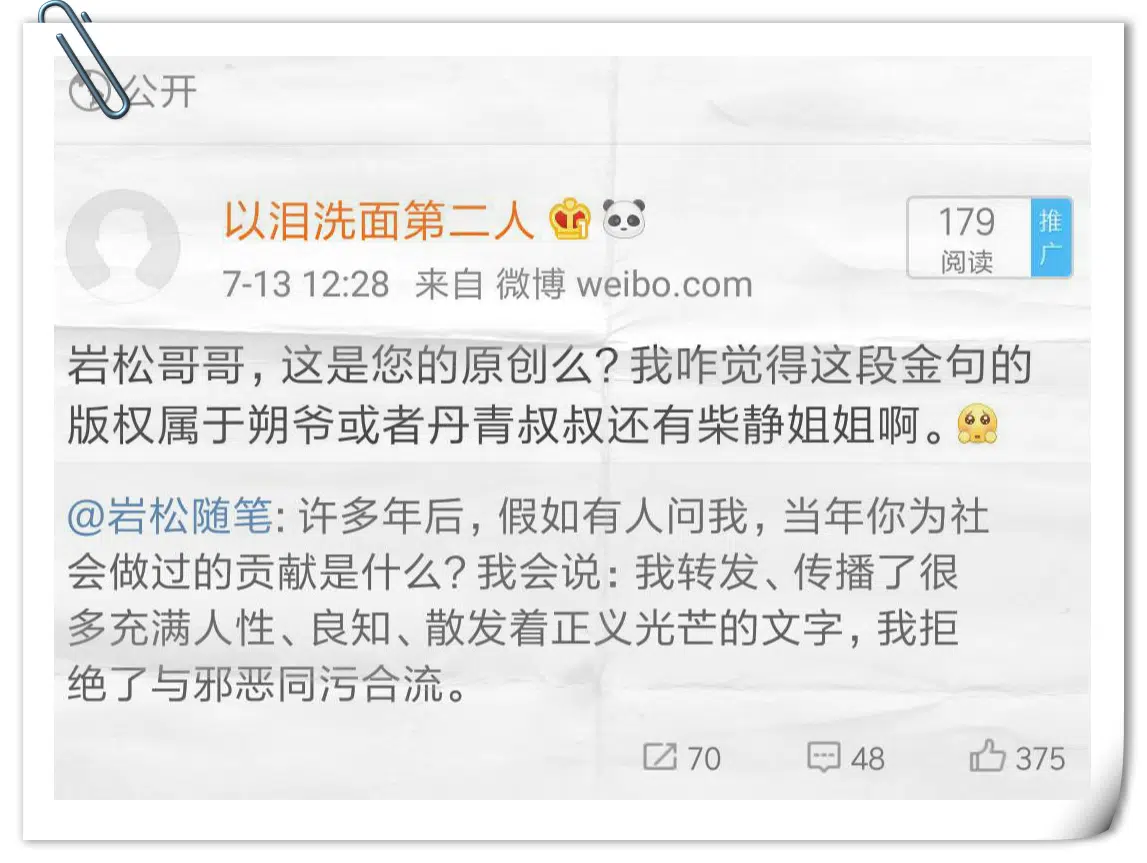 公开
以泪洗面第二人
179
阅读
推广
7-13 12:28 来自 微博 weibo.com
岩松哥哥，这是您的原创么？我咋觉得这段金句的
版权属于朔爷或者丹青叔叔还有柴静姐姐啊。
@岩松随笔: 许多年后，假如有人问我，当年你为社
会做过的贡献是什么？我会说：我转发、传播了很
多充满人性、良知、散发着正义光芒的文字，我拒
绝了与邪恶同污合流。
70 48 375